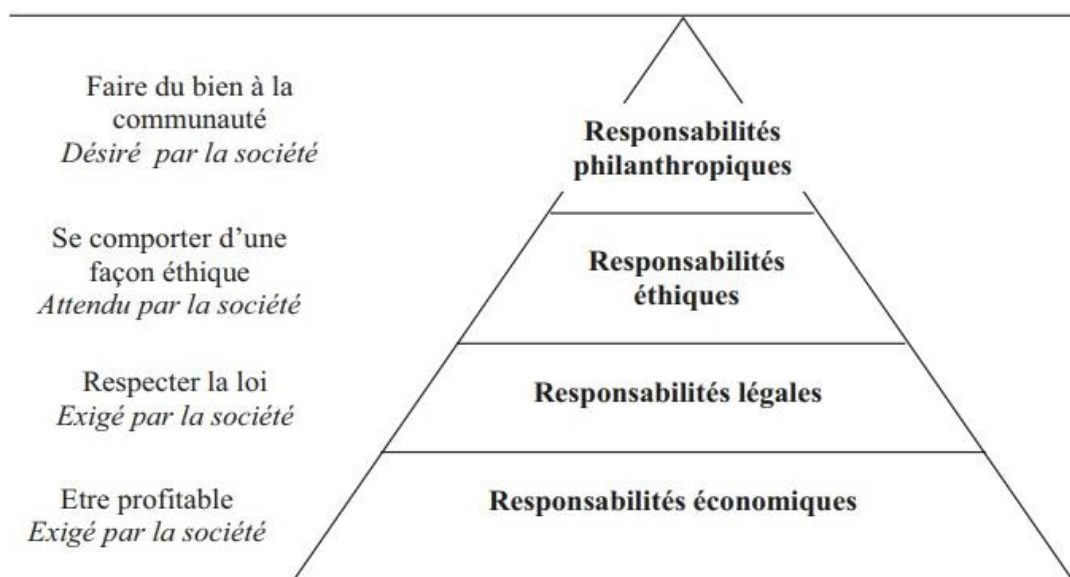 Faire du bien à la
communauté
Désiré par la société
Responsabilités
philanthropiques
Se comporter d’une
façon éthique
Attendu par la société
Responsabilités
éthiques
Respecter la loi
Exigé par la société
Responsabilités légales
Etre profitable
Exigé par la société
Responsabilités économiques